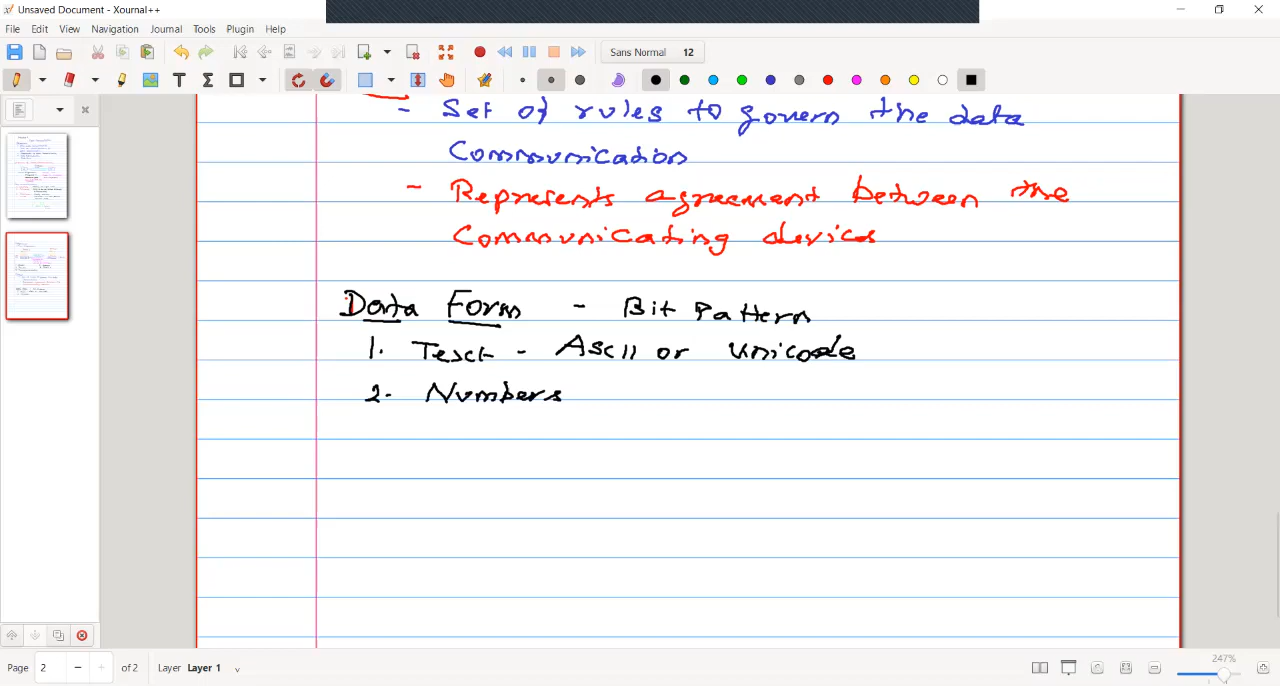 Unsaved Document - Xournal++
File Edit View Navigation Journal Tools Plugin Help
Sans Normal 12
- Set of rules to govern the data
Communication
- Represents agreement between the
Communicating devices
Data Form - Bit Pattern
1. Text - Ascii or Unicode
2. Numbers
Page 2 of 2 Layer Layer 1 247%